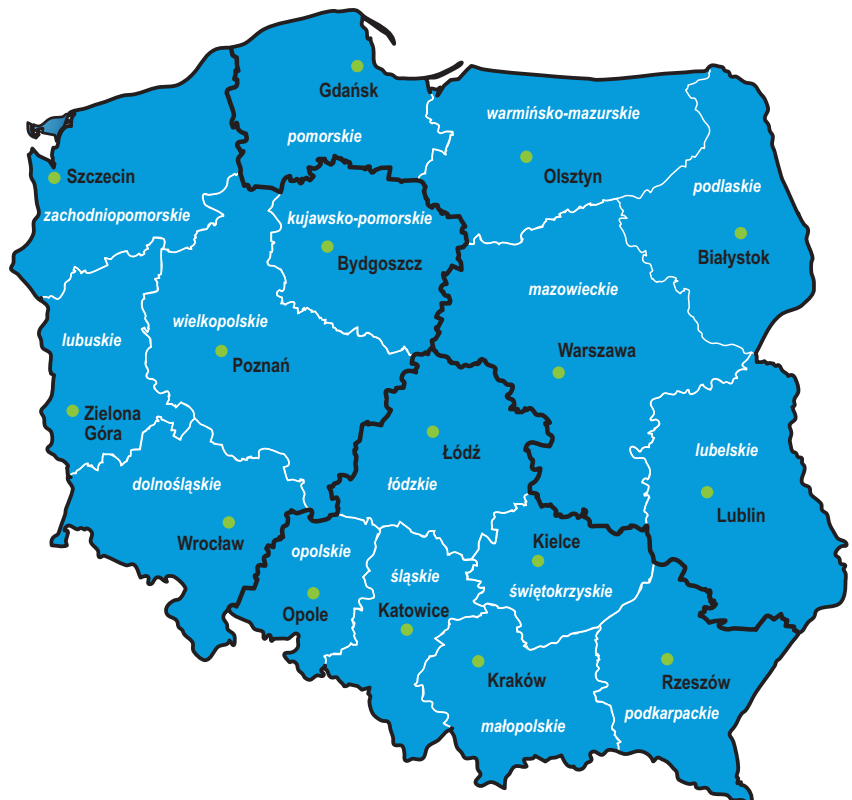 Gdańsk
pomorskie
warmińsko-mazurskie
Olsztyn
Szczecin
zachodniopomorskie
podlaskie
Białystok
kujawsko-pomorskie
Bydgoszcz
mazowieckie
Warszawa
lubuskie
Zielona
Góra
wielkopolskie
Poznań
Łódź
łódzkie
lubelskie
Lublin
dolnośląskie
Wrocław
opolskie
Opole
śląskie
Katowice
Kielce
świętokrzyskie
Kraków
małopolskie
Rzeszów
podkarpackie